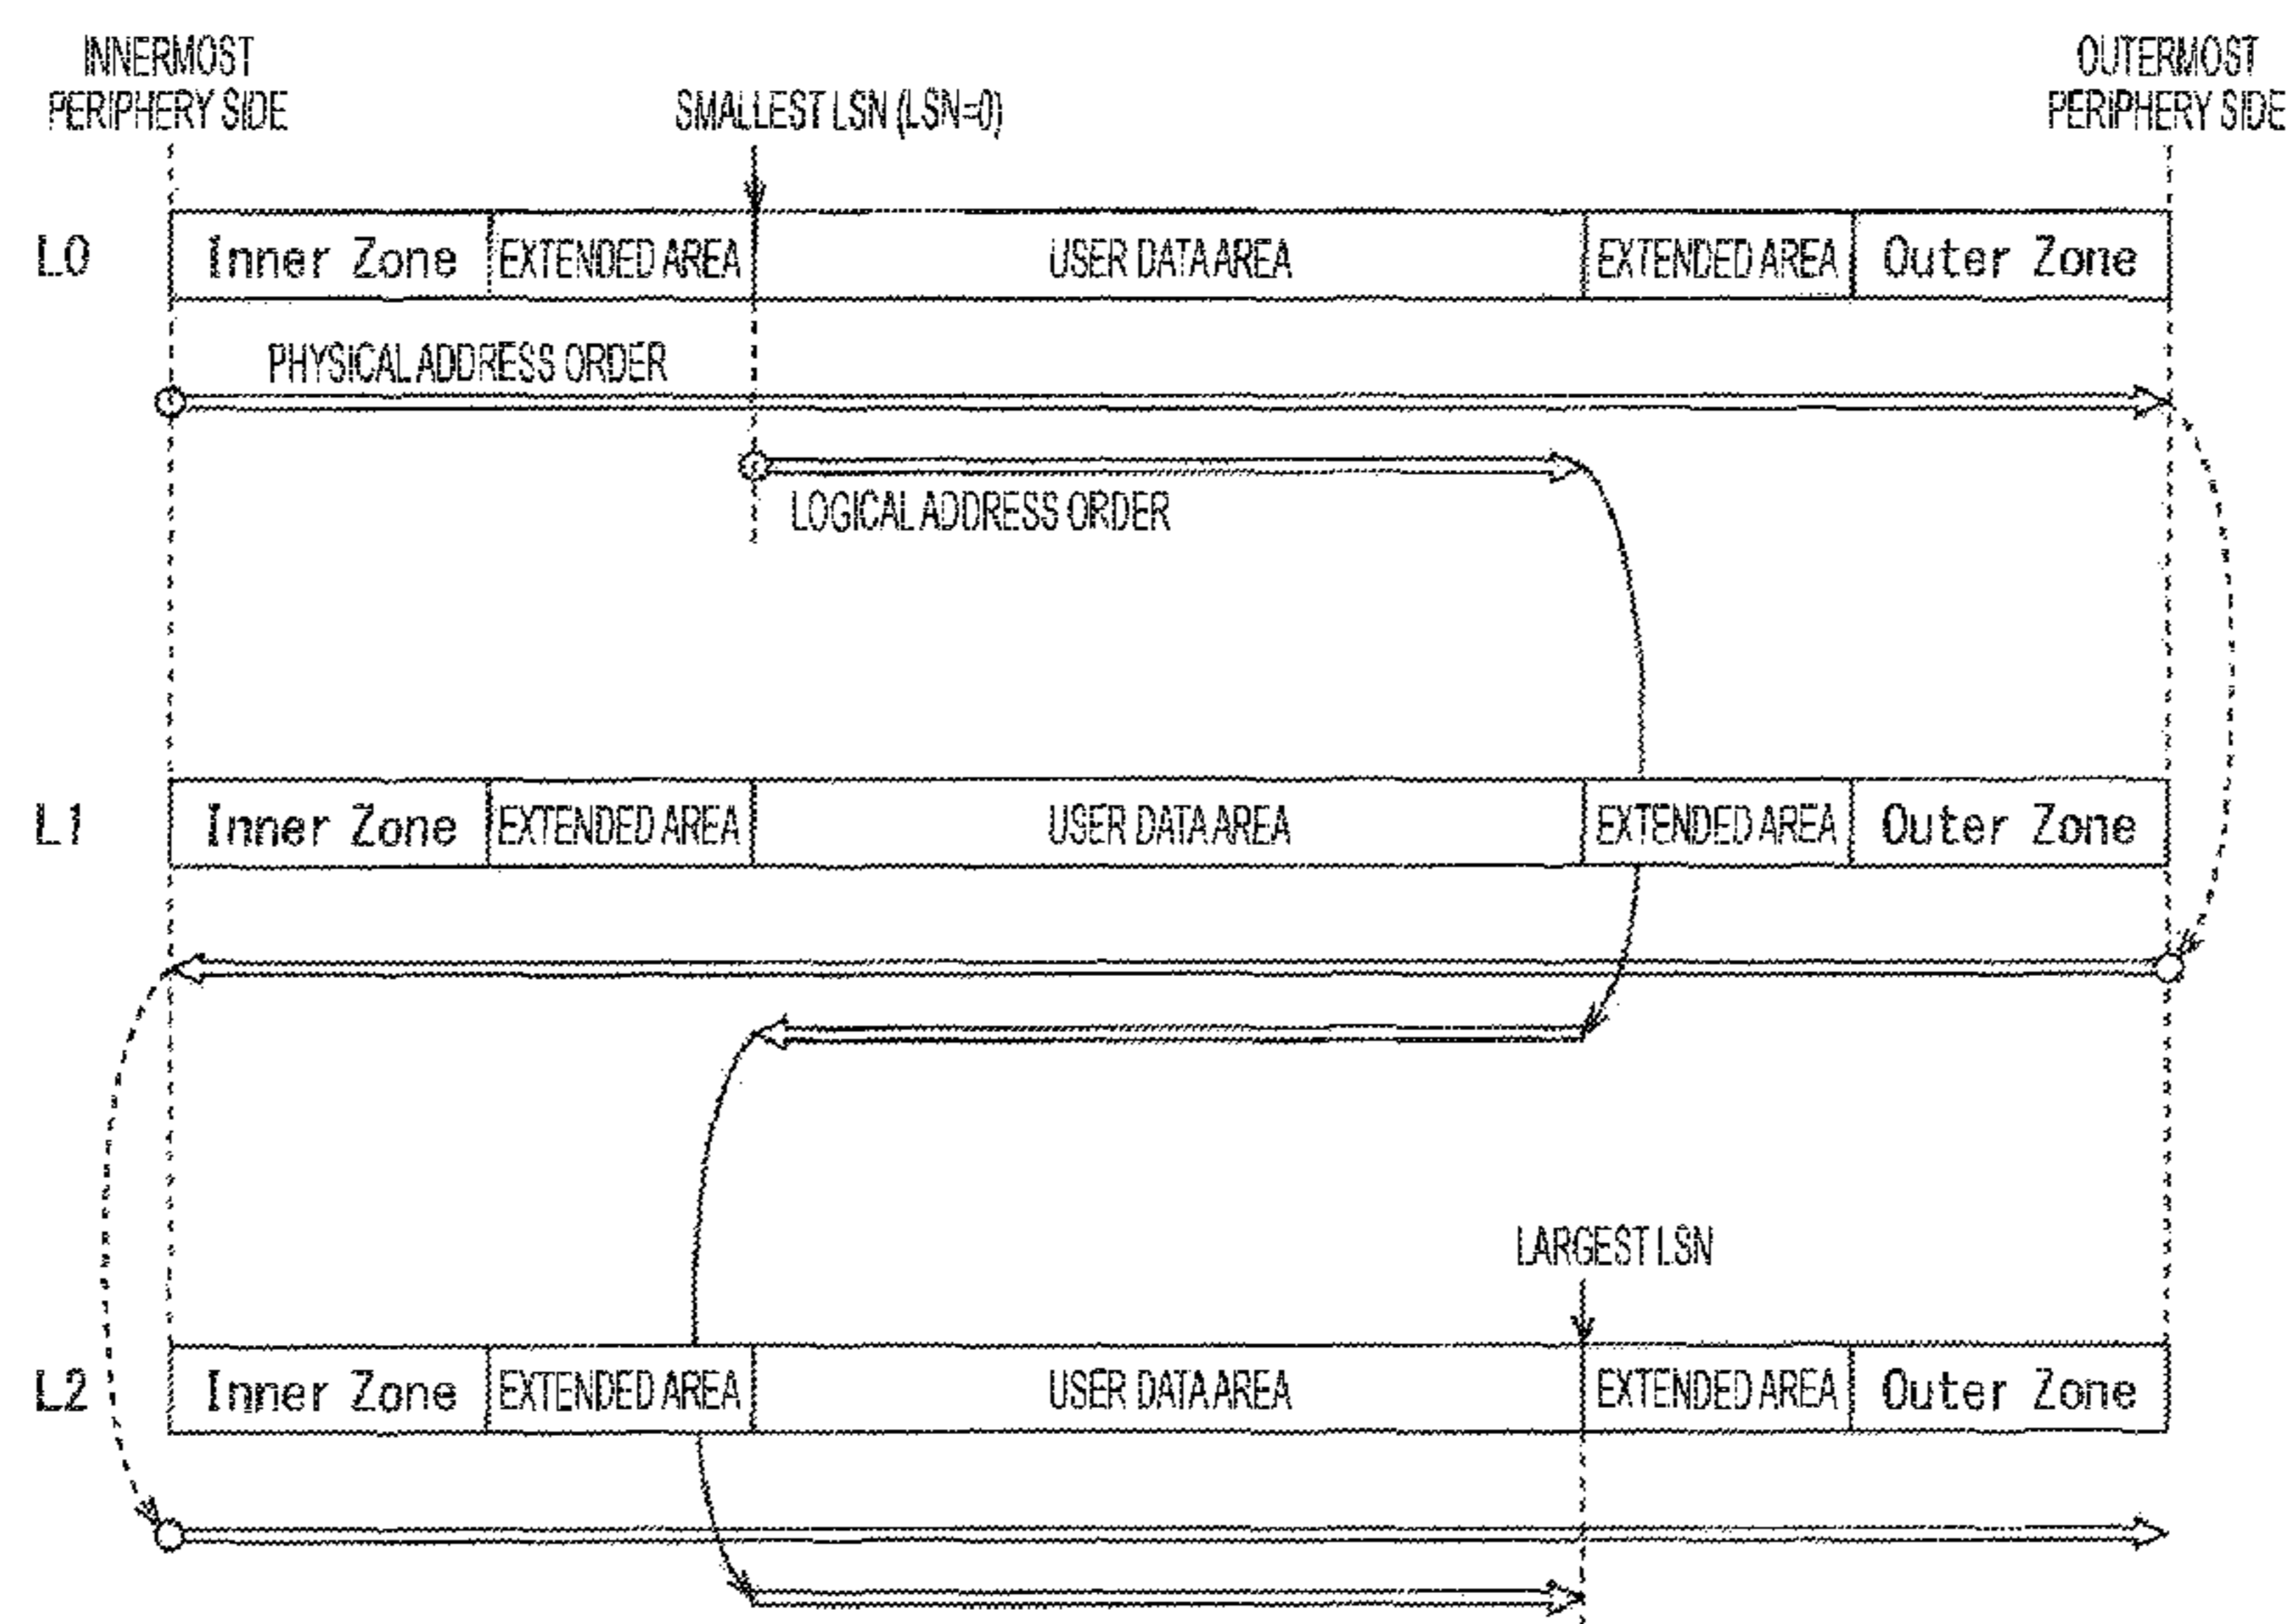 INNERMOST
PERIPHERY SIDE
SMALLEST LSN (LSN=0)
OUTERMOST
PERIPHERY SIDE
L0
Inner Zone
EXTENDED AREA
USER DATA AREA
EXTENDED AREA
Outer Zone
PHYSICAL ADDRESS ORDER
LOGICAL ADDRESS ORDER
L1
Inner Zone
EXTENDED AREA
USER DATA AREA
EXTENDED AREA
Outer Zone
LARGEST LSN
L2
Inner Zone
EXTENDED AREA
USER DATA AREA
EXTENDED AREA
Outer Zone